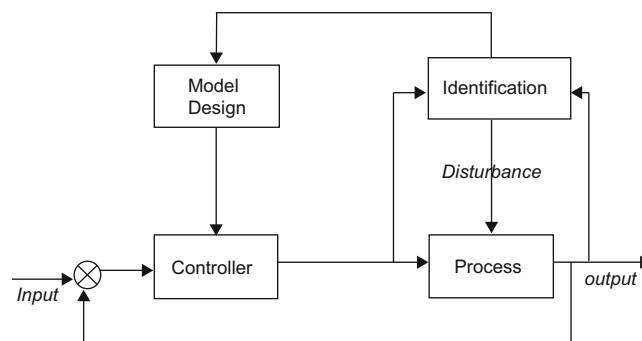 Model
Design
Identification
Disturbance
Controller
Process
Input
output